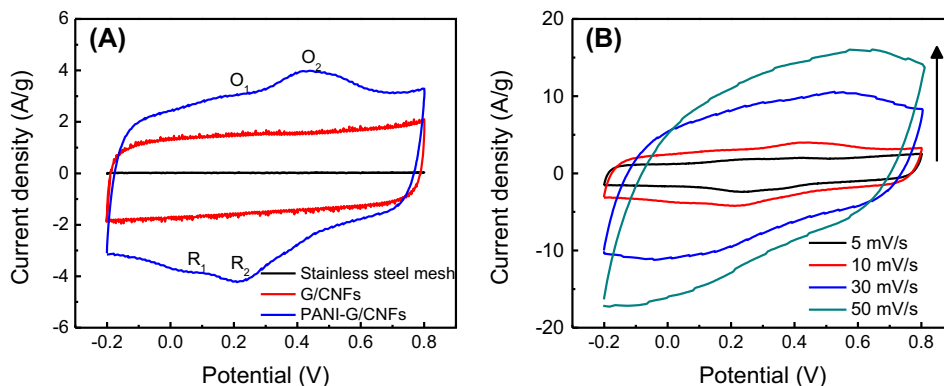 (A)
Current density (A/g)
6
4
2
0
-2
-4
-6
O1
O2
R1
R2
Stainless steel mesh
G/CNFs
PANI-G/CNFs
-0.2 0.0 0.2 0.4 0.6 0.8
Potential (V)
(B)
Current density (A/g)
20
10
0
-10
-20
5 mV/s
10 mV/s
30 mV/s
50 mV/s
-0.2 0.0 0.2 0.4 0.6 0.8
Potential (V)